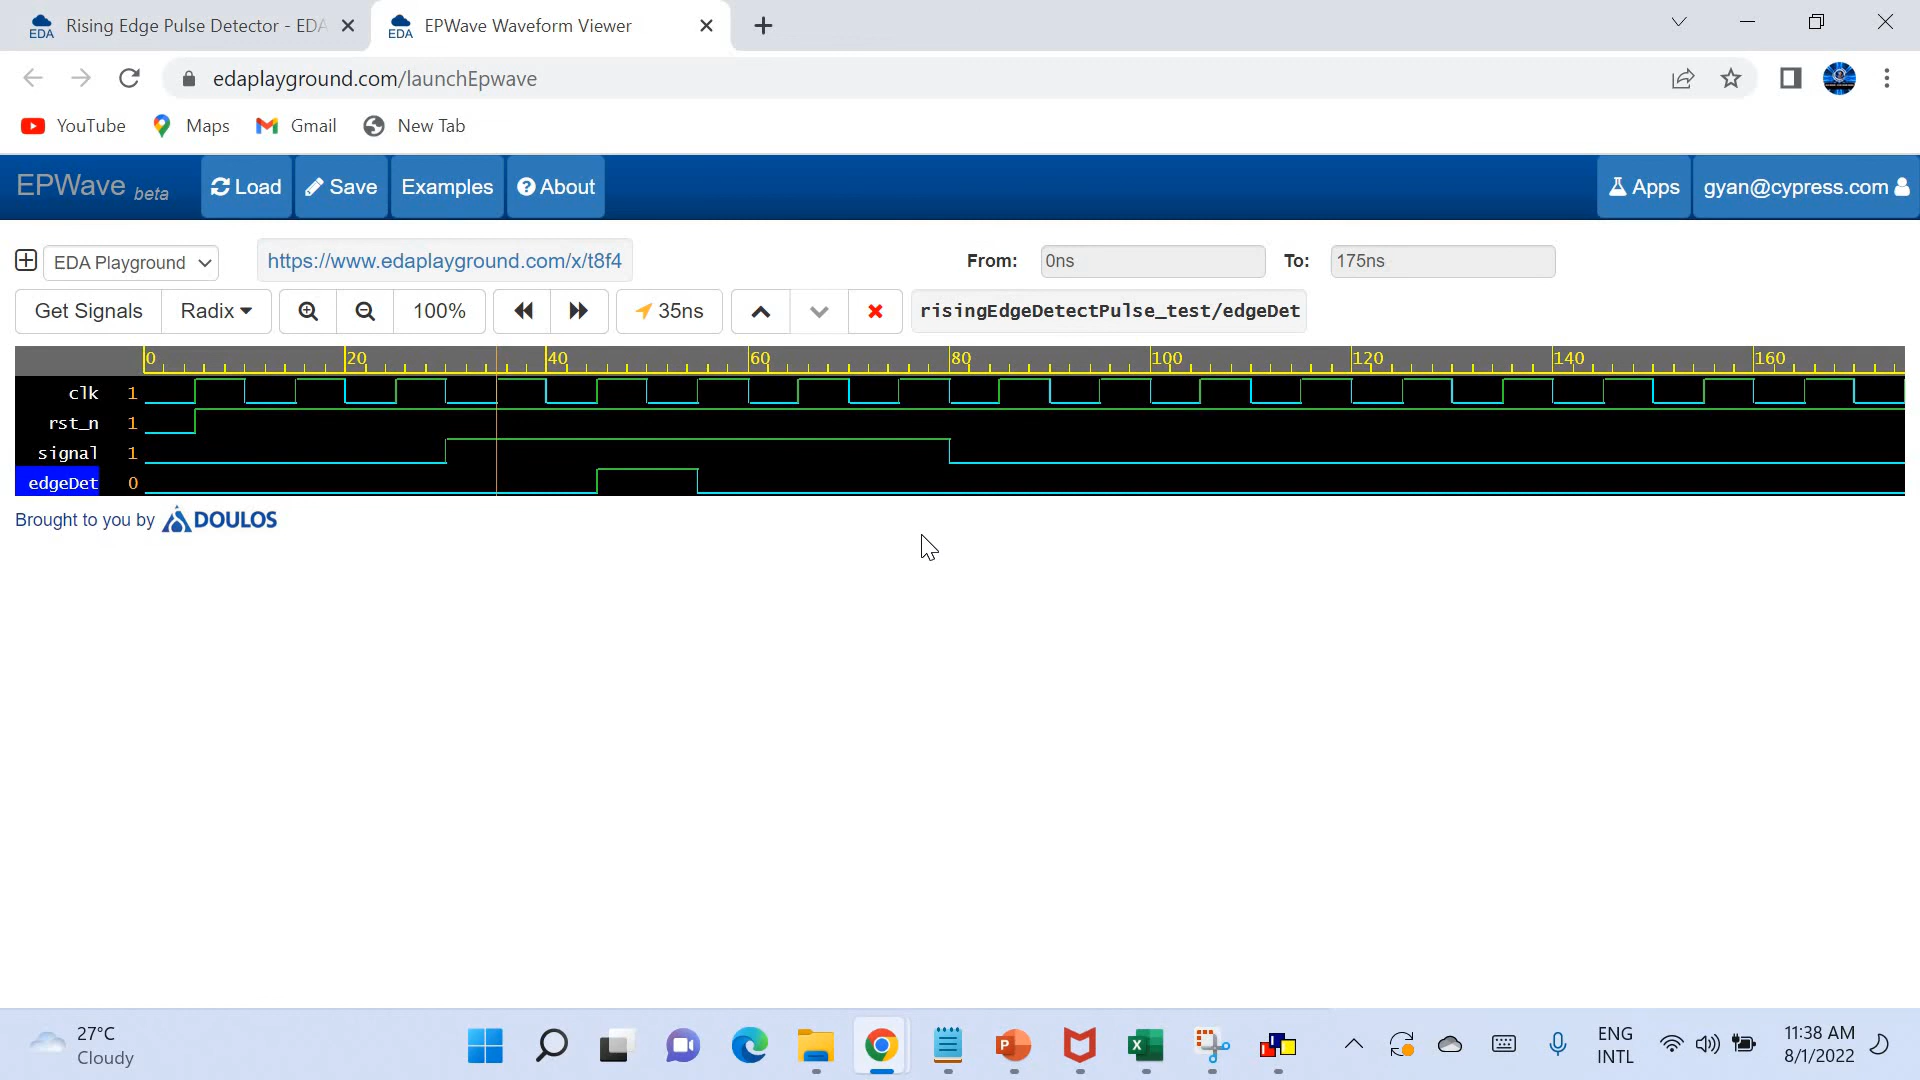 Rising Edge Pulse Detector - EDA
EPWave Waveform Viewer
edaplayground.com/launchEpwave
YouTube Maps Gmail New Tab
EPWave beta Load Save Examples About Apps gyan@cypress.com
EDA Playground https://www.edaplayground.com/x/t8f4 From: 0ns To: 175ns
Get Signals Radix 100% 35ns risingEdgeDetectPulse_test/edgeDet
0 20 40 60 80 100 120 140 160
clk 1
rst_n 1
signal 1
edgeDet 0
Brought to you by DOULOS
27°C
Cloudy
ENG
INTL
11:38 AM
8/1/2022